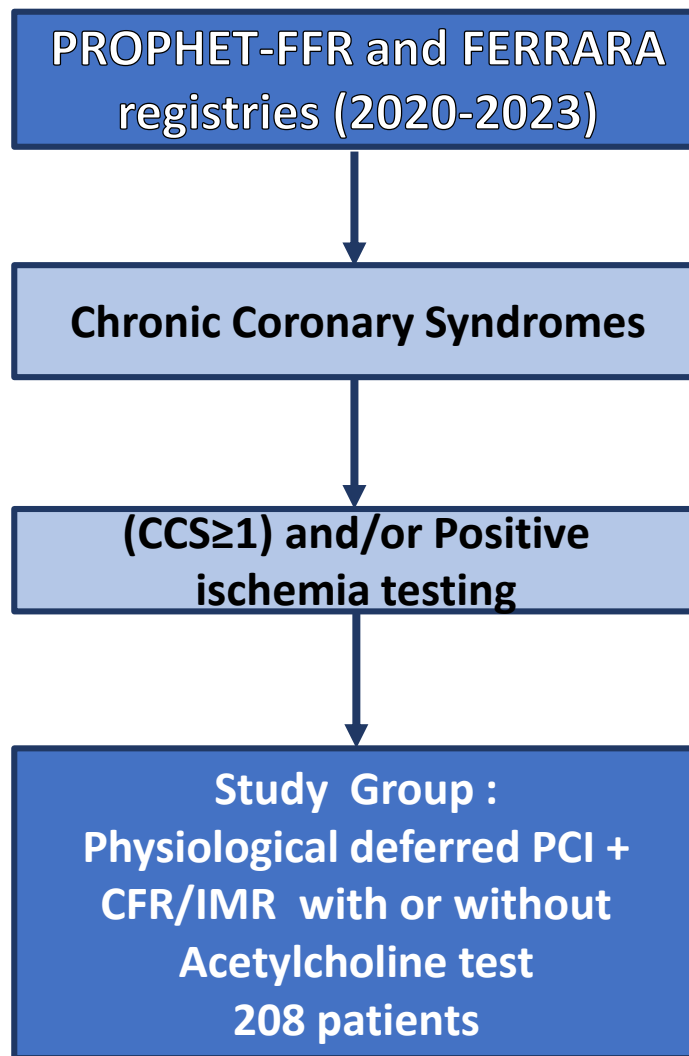 PROPHET-FFR and FERRARA
registries (2020-2023)
Chronic Coronary Syndromes
(CCS≥1) and/or Positive
ischemia testing
Study Group :
Physiological deferred PCI +
CFR/IMR with or without
Acetylcholine test
208 patients